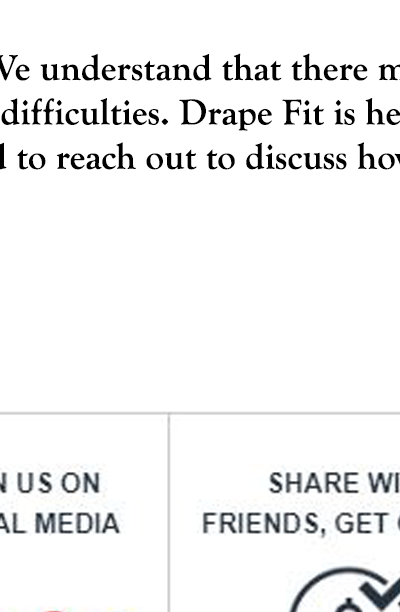 We understand that there m
difficulties. Drape Fit is he
to reach out to discuss how
N US ON
AL MEDIA
SHARE WI
FRIENDS, GET
$